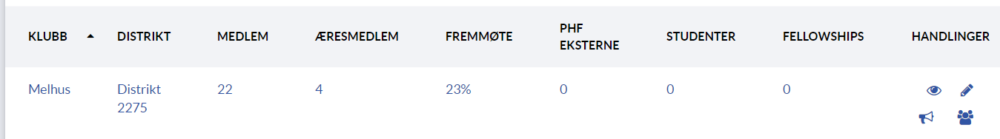 KLUBB DISTRIKT MEDLEM ÆRESMEDLEM FREMMØTE PHF EKSTERNE STUDENTER FELLOWSHIPS HANDLINGER
Melhus Distrikt 2275 22 4 23% 0 0 0